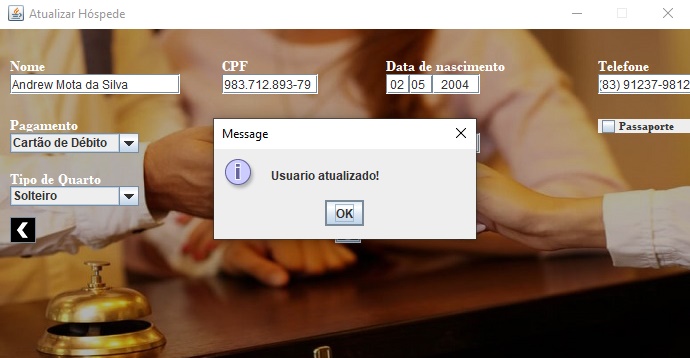 Atualizar Hóspede
Nome
CPF
Data de nascimento
Telefone
Andrew Mota da Silva
983.712.893-79
02
05
2004
(83) 91237-9812
Pagamento
Passaporte
Cartão de Débito
Message
Usuario atualizado!
OK
Tipo de Quarto
Solteiro